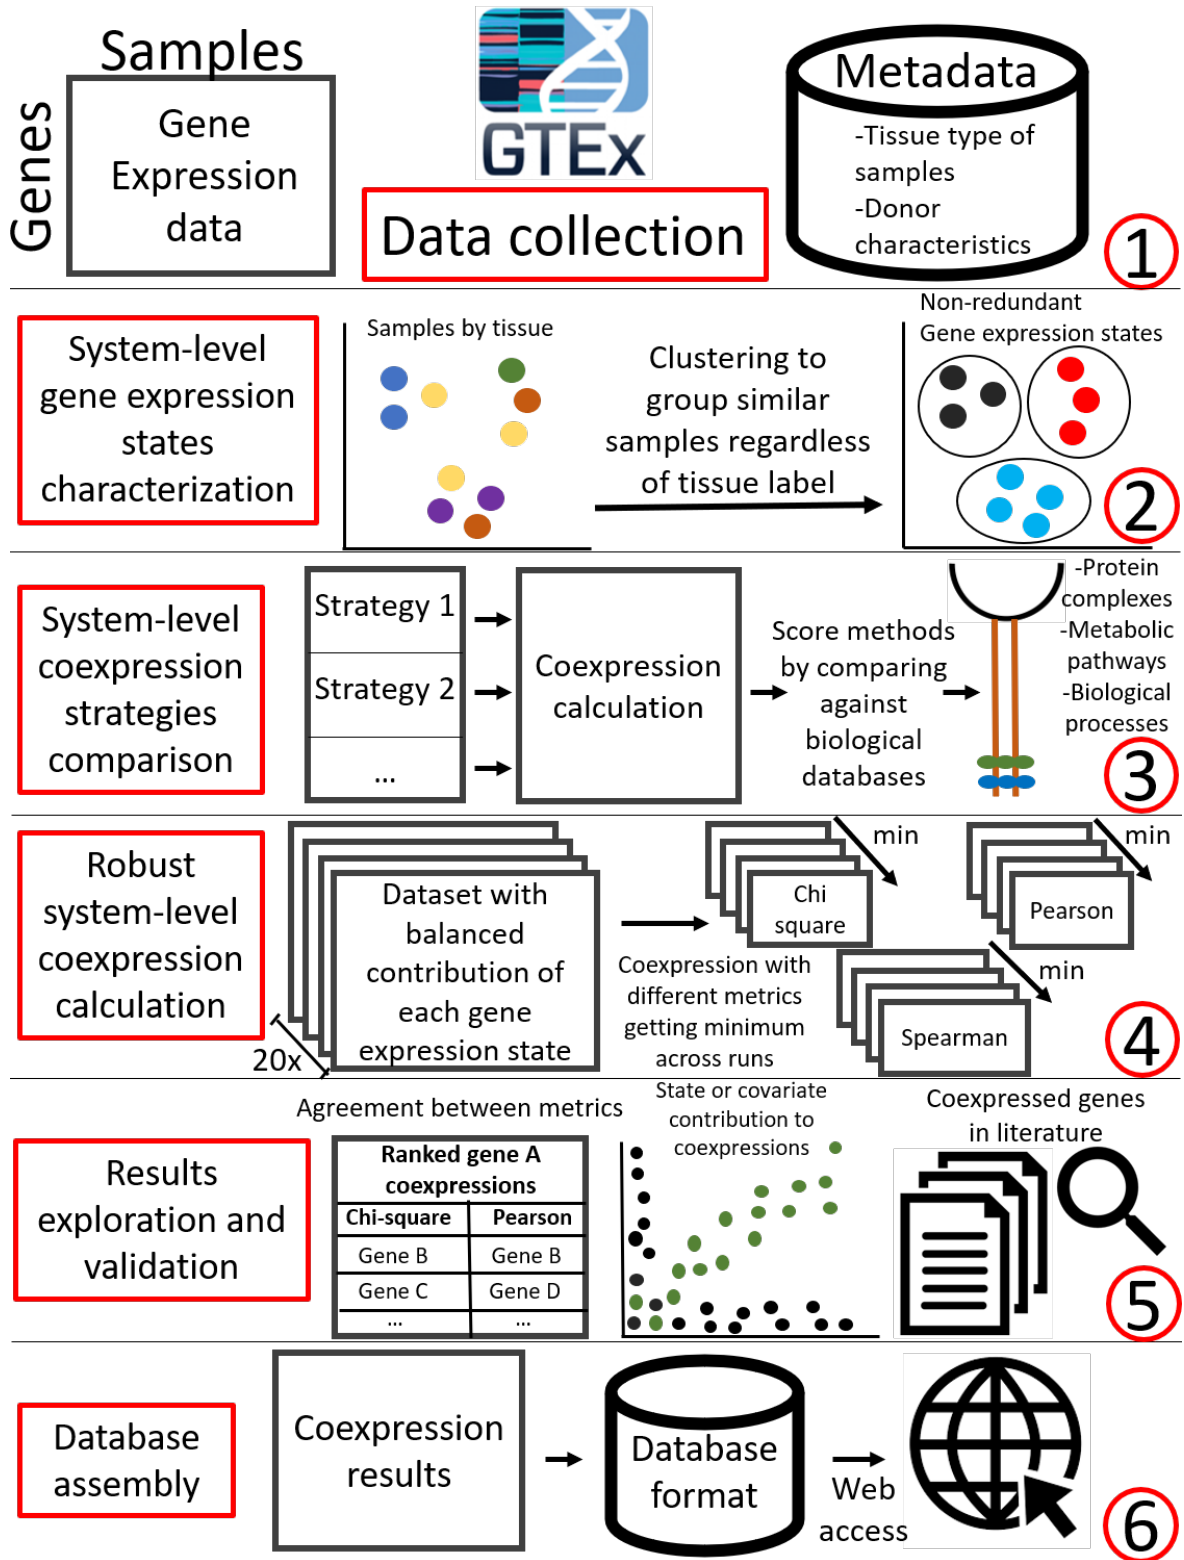 Samples
Genes
Gene
Expression
data
GTEx
Data collection
Metadata
-Tissue type of
samples
-Donor
characteristics
1
System-level
gene expression
states
characterization
Samples by tissue
Clustering to
group similar
samples regardless
of tissue label
Non-redundant
Gene expression states
2
System-level
coexpression
strategies
comparison
Strategy 1
Strategy 2
...
Coexpression
calculation
Score methods
by comparing
against
biological
databases
-Protein
complexes
-Metabolic
pathways
-Biological
processes
3
Robust
system-level
coexpression
calculation
20x
Dataset with
balanced
contribution of
each gene
expression state
Coexpression with
different metrics
getting minimum
across runs
Chi
square
min
Pearson
min
Spearman
min
4
Results
exploration and
validation
Agreement between metrics
Ranked gene A
coexpressions
Chi-square Pearson
Gene B Gene B
Gene C Gene D
... ...
State or covariate
contribution to
coexpressions
Coexpressed genes
in literature
5
Database
assembly
Coexpression
results
Database
format
Web
access
6